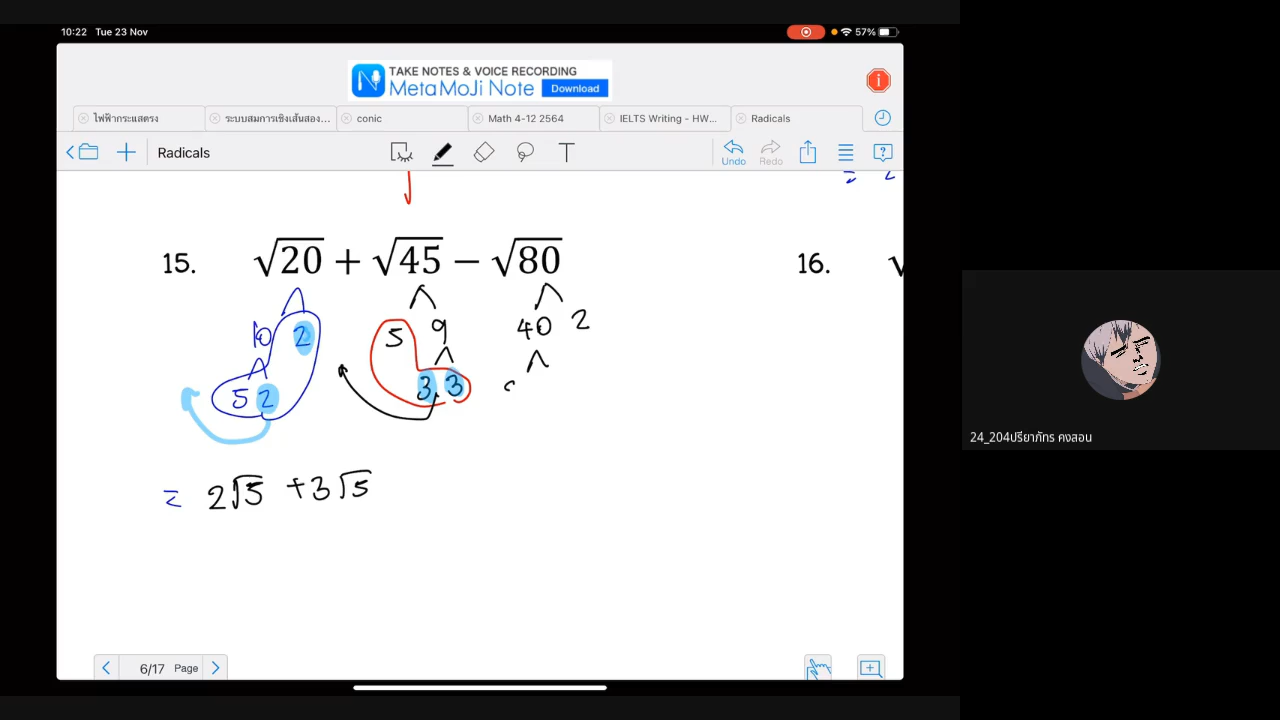 10:22 Tue 23 Nov 57%
TAKE NOTES & VOICE RECORDING
MetaMoJi Note Download
ไฟฟ้ากระแสตรง ระบบสมการเชิงเส้นสอง... conic Math 4-12 2564 IELTS Writing - HW... Radicals
Radicals Undo Redo
15. √20 + √45 − √80 16. √
10 2 5 9 40 2
5 2 3 3
24_204ปรียาภัทร คงสอน
= 2√5 + 3√5
6/17 Page